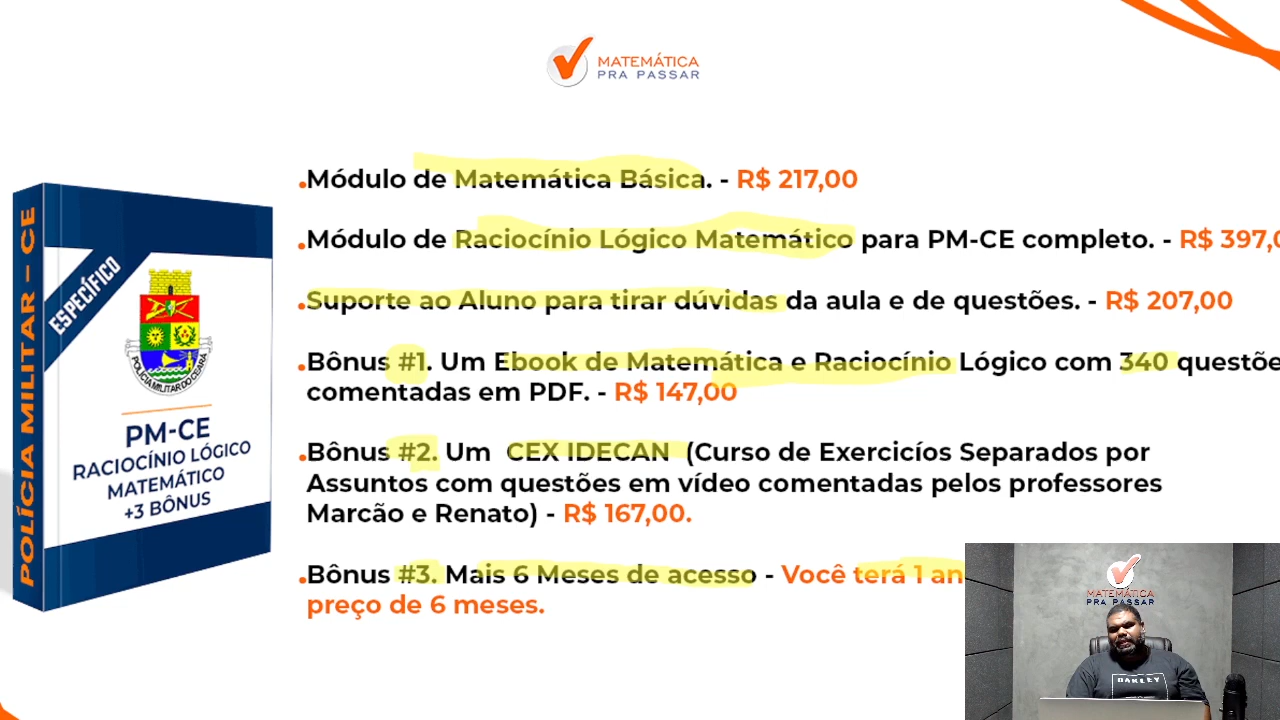 MATEMÁTICA
PRA PASSAR
•Módulo de Matemática Básica. - R$ 217,00
•Módulo de Raciocínio Lógico Matemático para PM-CE completo. - R$ 397,0
•Suporte ao Aluno para tirar dúvidas da aula e de questões. - R$ 207,00
•Bônus #1. Um Ebook de Matemática e Raciocínio Lógico com 340 questõe
comentadas em PDF. - R$ 147,00
•Bônus #2. Um CEX IDECAN (Curso de Exercicíos Separados por
Assuntos com questões em vídeo comentadas pelos professores
Marcão e Renato) - R$ 167,00.
•Bônus #3. Mais 6 Meses de acesso - Você terá 1 an
preço de 6 meses.
POLÍCIA MILITAR - CE
ESPECÍFICO
POLÍCIA MILITAR DO CEARÁ
PM-CE
RACIOCÍNIO LÓGICO
MATEMÁTICO
+3 BÔNUS
MATEMÁTICA
PRA PASSAR
OAKLEY